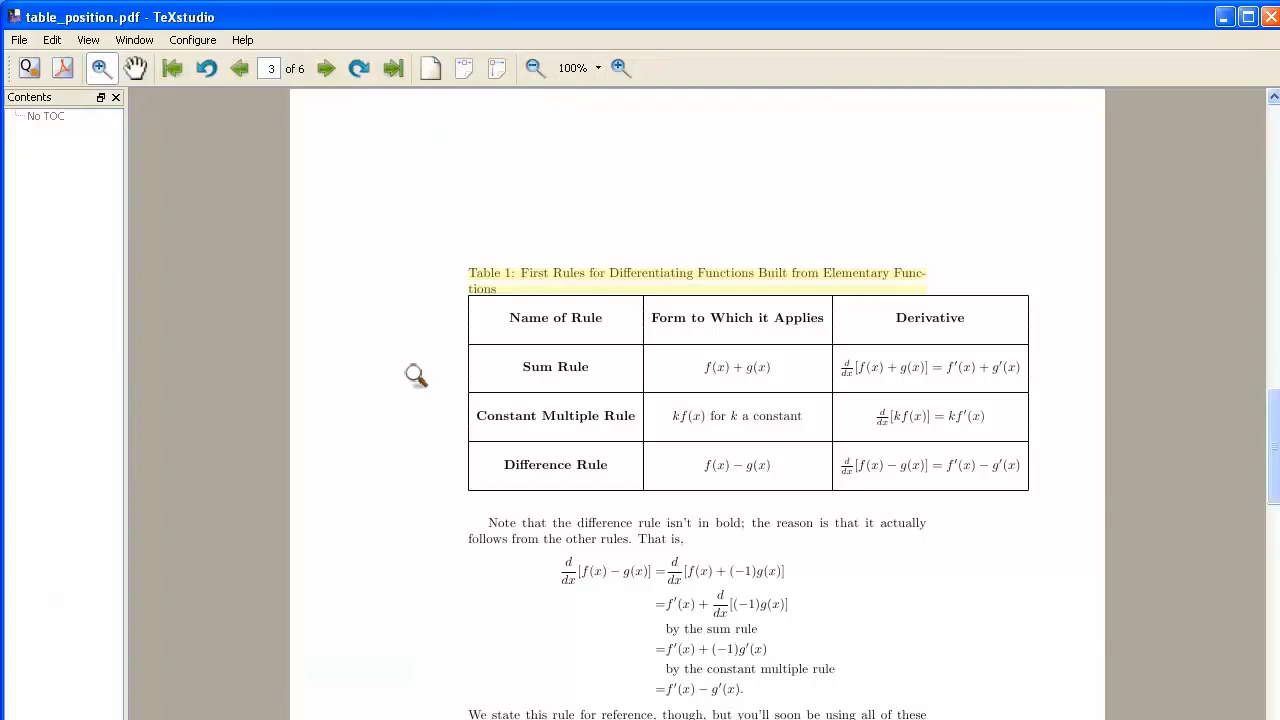 table_position.pdf - TeXstudio
File Edit View Window Configure Help
3 of 6 100%
Contents
No TOC
Table 1: First Rules for Differentiating Functions Built from Elementary Func-
tions
Name of Rule Form to Which it Applies Derivative
Sum Rule f(x) + g(x) d/dx[f(x) + g(x)] = f′(x) + g′(x)
Constant Multiple Rule kf(x) for k a constant d/dx[kf(x)] = kf′(x)
Difference Rule f(x) − g(x) d/dx[f(x) − g(x)] = f′(x) − g′(x)
Note that the difference rule isn't in bold; the reason is that it actually
follows from the other rules. That is,
d/dx[f(x) − g(x)] = d/dx[f(x) + (−1)g(x)]
=f′(x) + d/dx[(−1)g(x)]
by the sum rule
=f′(x) + (−1)g′(x)
by the constant multiple rule
=f′(x) − g′(x).
We state this rule for reference, though, but you'll soon be using all of these